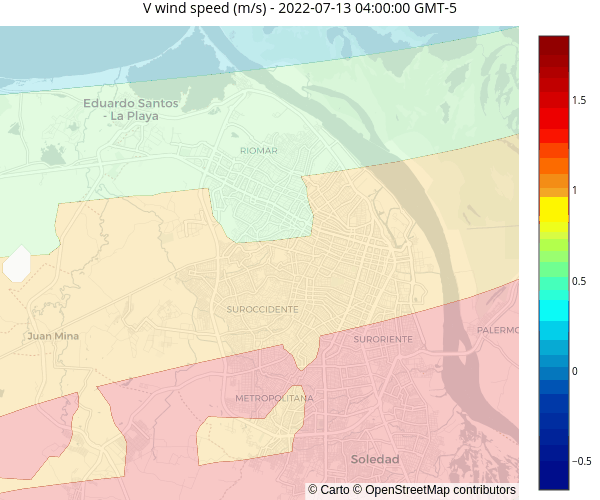 V wind speed (m/s) - 2022-07-13 04:00:00 GMT-5
Eduardo Santos
- La Playa
RIOMAR
SUROCCIDENTE
Juan Mina
SURORIENTE
PALERMO
METROPOLITANA
Soledad
© Carto © OpenStreetMap contributors
1.5
1
0.5
0
−0.5